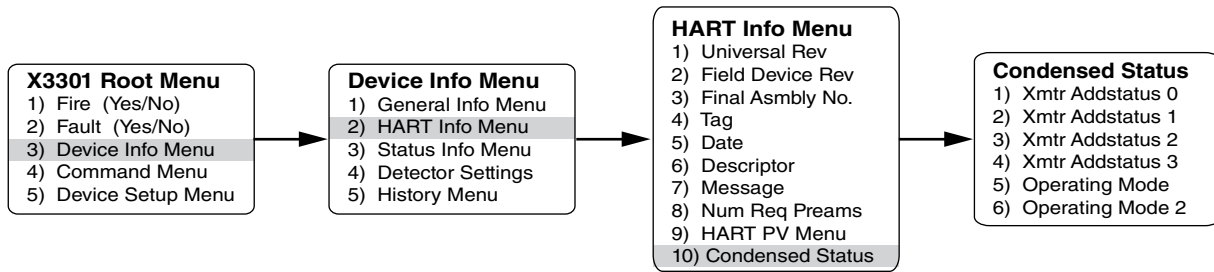 X3301 Root Menu
1) Fire (Yes/No)
2) Fault (Yes/No)
3) Device Info Menu
4) Command Menu
5) Device Setup Menu
Device Info Menu
1) General Info Menu
2) HART Info Menu
3) Status Info Menu
4) Detector Settings
5) History Menu
HART Info Menu
1) Universal Rev
2) Field Device Rev
3) Final Asmbly No.
4) Tag
5) Date
6) Descriptor
7) Message
8) Num Req Preams
9) HART PV Menu
10) Condensed Status
Condensed Status
1) Xmtr Addstatus 0
2) Xmtr Addstatus 1
3) Xmtr Addstatus 2
4) Xmtr Addstatus 3
5) Operating Mode
6) Operating Mode 2